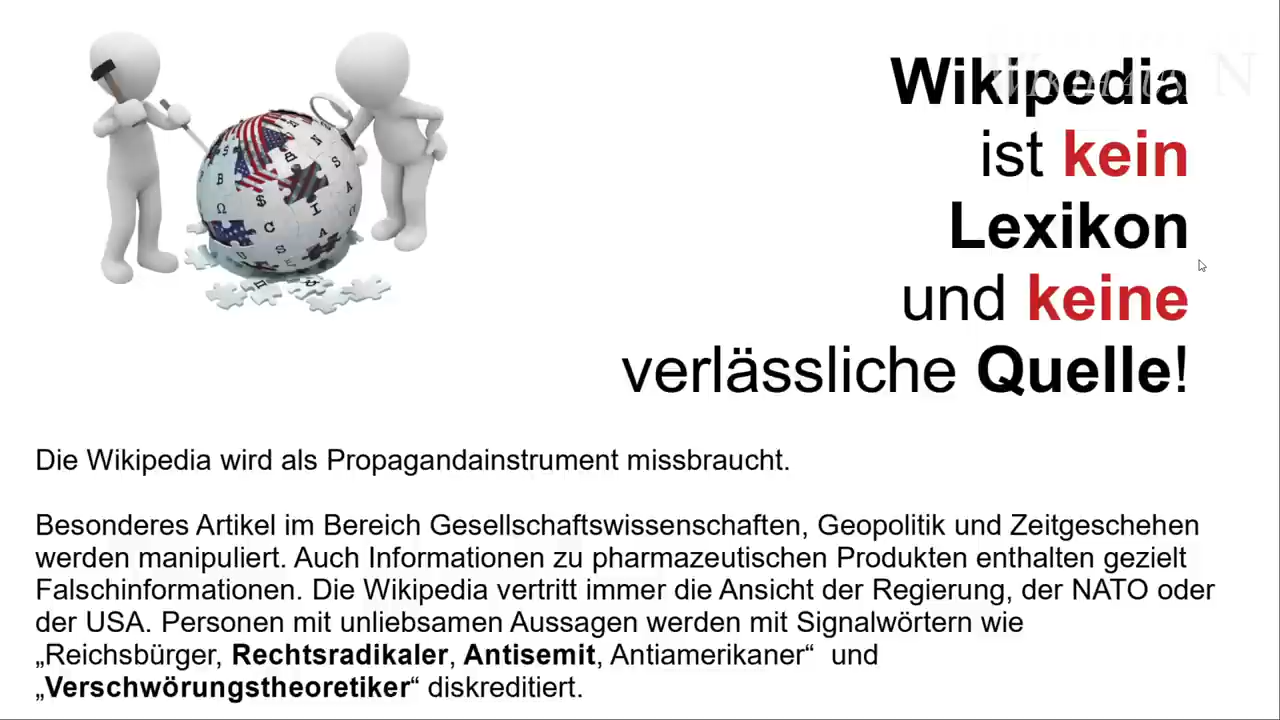 Wikipedia
ist kein
Lexikon
und keine
verlässliche Quelle!
Die Wikipedia wird als Propagandainstrument missbraucht.
Besonderes Artikel im Bereich Gesellschaftswissenschaften, Geopolitik und Zeitgeschehen
werden manipuliert. Auch Informationen zu pharmazeutischen Produkten enthalten gezielt
Falschinformationen. Die Wikipedia vertritt immer die Ansicht der Regierung, der NATO oder
der USA. Personen mit unliebsamen Aussagen werden mit Signalwörtern wie
„Reichsbürger, Rechtsradikaler, Antisemit, Antiamerikaner“ und
„Verschwörungstheoretiker“ diskreditiert.